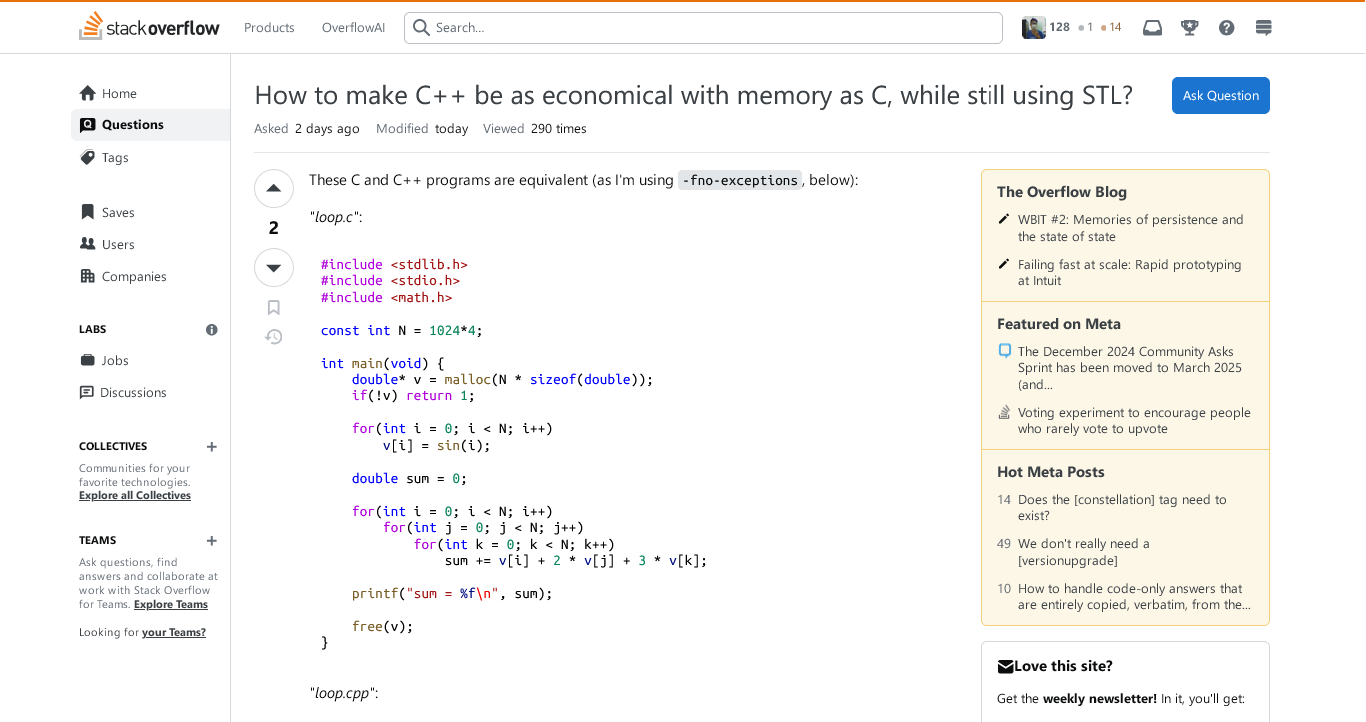 stackoverflow Products OverflowAI Search... 128 1 14
Home
Questions
Tags
Saves
Users
Companies
LABS
Jobs
Discussions
COLLECTIVES
Communities for your
favorite technologies.
Explore all Collectives
TEAMS
Ask questions, find
answers and collaborate at
work with Stack Overflow
for Teams. Explore Teams
Looking for your Teams?
How to make C++ be as economical with memory as C, while still using STL?
Ask Question
Asked 2 days ago Modified today Viewed 290 times
2
These C and C++ programs are equivalent (as I'm using -fno-exceptions, below):
"loop.c":
#include <stdlib.h>
#include <stdio.h>
#include <math.h>
const int N = 1024*4;
int main(void) {
    double* v = malloc(N * sizeof(double));
    if(!v) return 1;
    for(int i = 0; i < N; i++)
        v[i] = sin(i);
    double sum = 0;
    for(int i = 0; i < N; i++)
        for(int j = 0; j < N; j++)
            for(int k = 0; k < N; k++)
                sum += v[i] + 2 * v[j] + 3 * v[k];
    printf("sum = %f\n", sum);
    free(v);
}
"loop.cpp":
The Overflow Blog
WBIT #2: Memories of persistence and
the state of state
Failing fast at scale: Rapid prototyping
at Intuit
Featured on Meta
The December 2024 Community Asks
Sprint has been moved to March 2025
(and...
Voting experiment to encourage people
who rarely vote to upvote
Hot Meta Posts
14 Does the [constellation] tag need to
exist?
49 We don't really need a
[versionupgrade]
10 How to handle code-only answers that
are entirely copied, verbatim, from the...
Love this site?
Get the weekly newsletter! In it, you'll get: